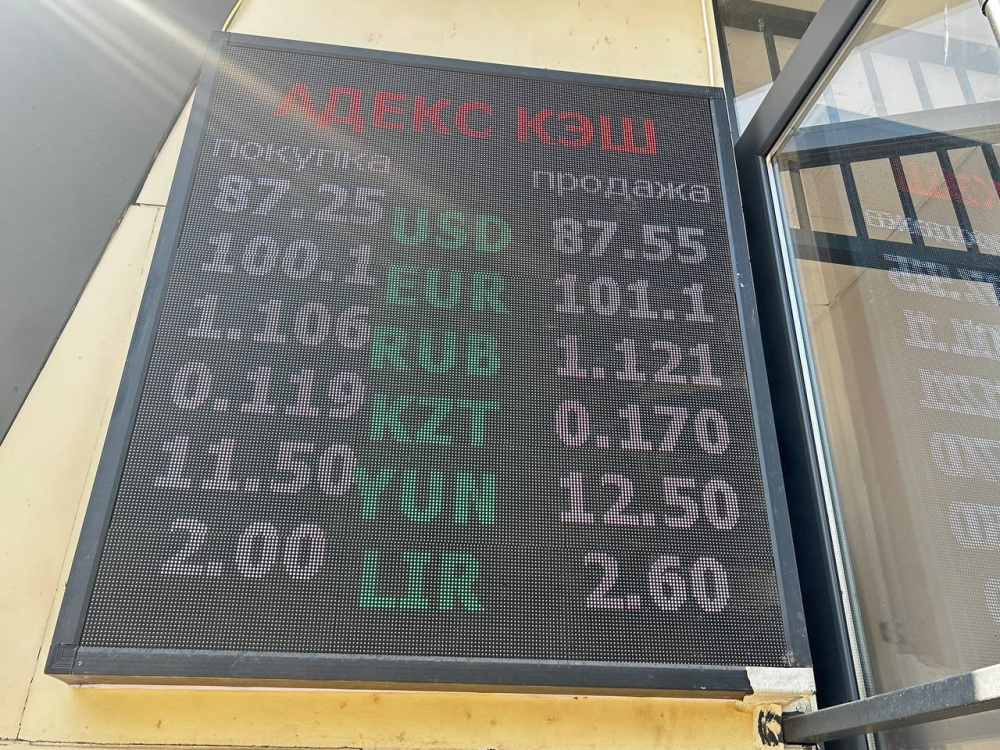 АДЕКС КЭШ
покупка продажа
87.25 USD 87.55
100.1 EUR 101.1
1.106 RUB 1.121
0.119 KZT 0.170
11.50 YUN 12.50
2.00 LIR 2.60